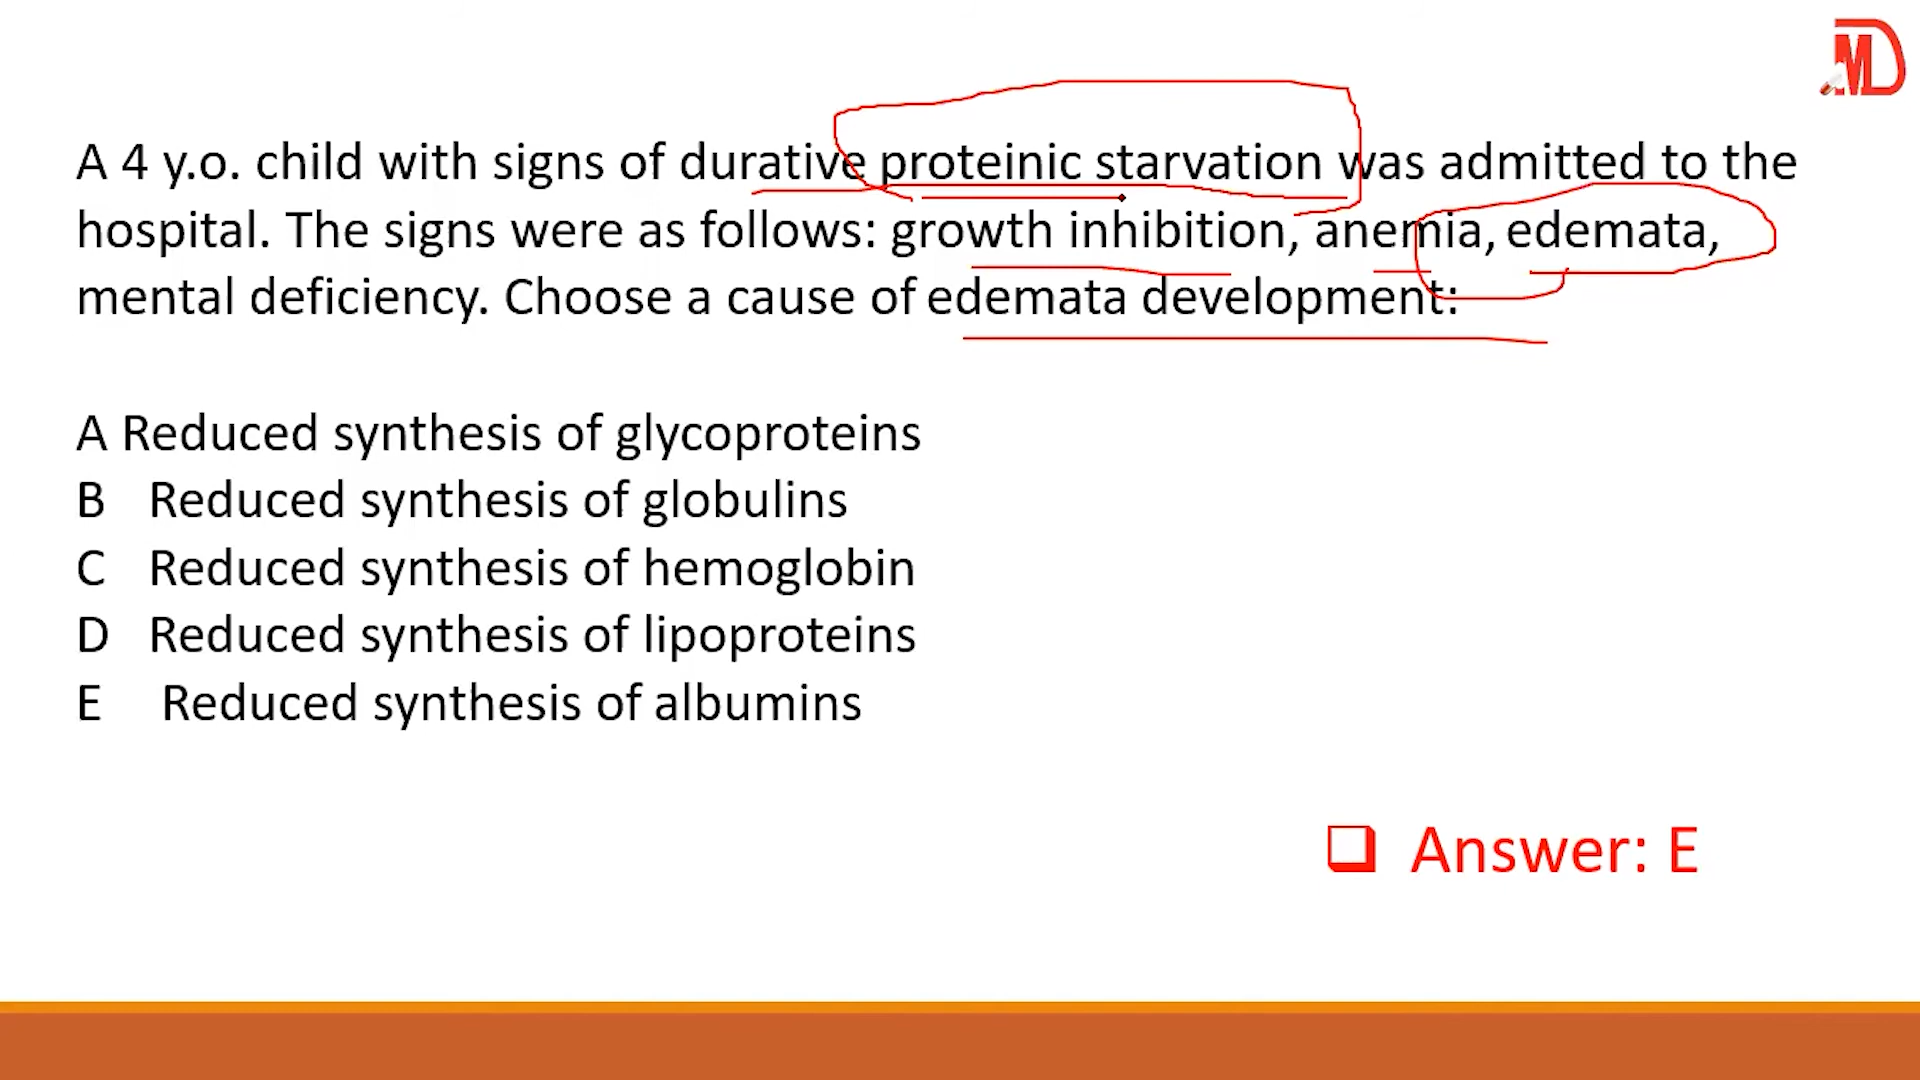 MD
A 4 y.o. child with signs of durative proteinic starvation was admitted to the
hospital. The signs were as follows: growth inhibition, anemia, edemata,
mental deficiency. Choose a cause of edemata development:
A Reduced synthesis of glycoproteins
B Reduced synthesis of globulins
C Reduced synthesis of hemoglobin
D Reduced synthesis of lipoproteins
E Reduced synthesis of albumins
❑ Answer: E